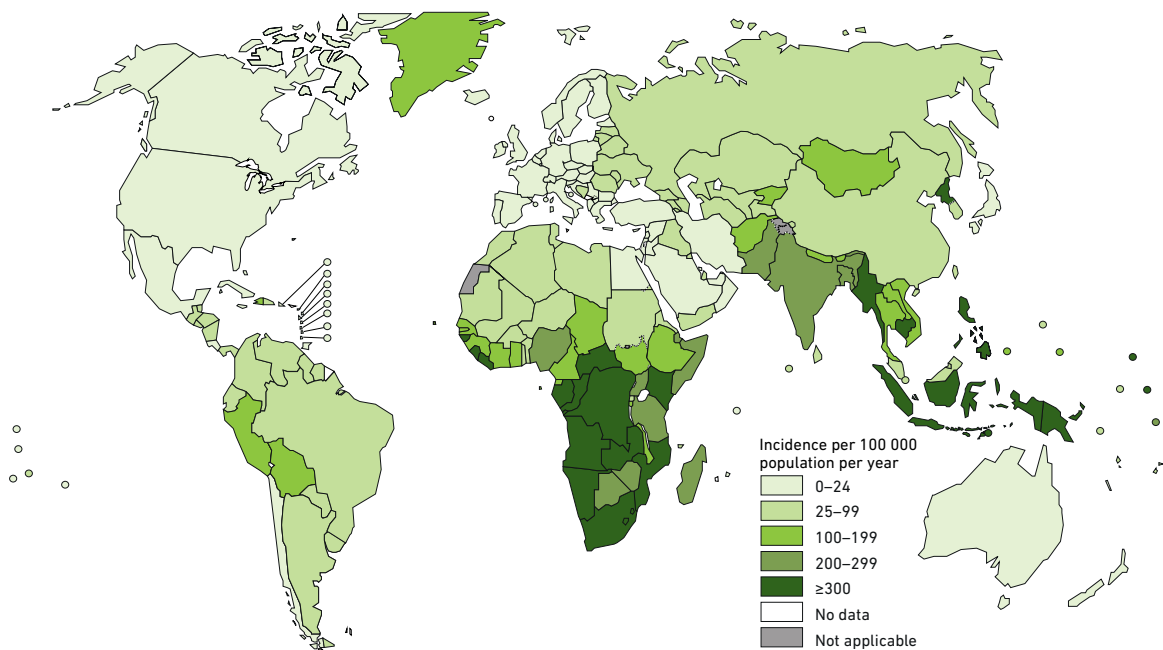 Incidence per 100 000
population per year
0–24
25–99
100–199
200–299
≥300
No data
Not applicable